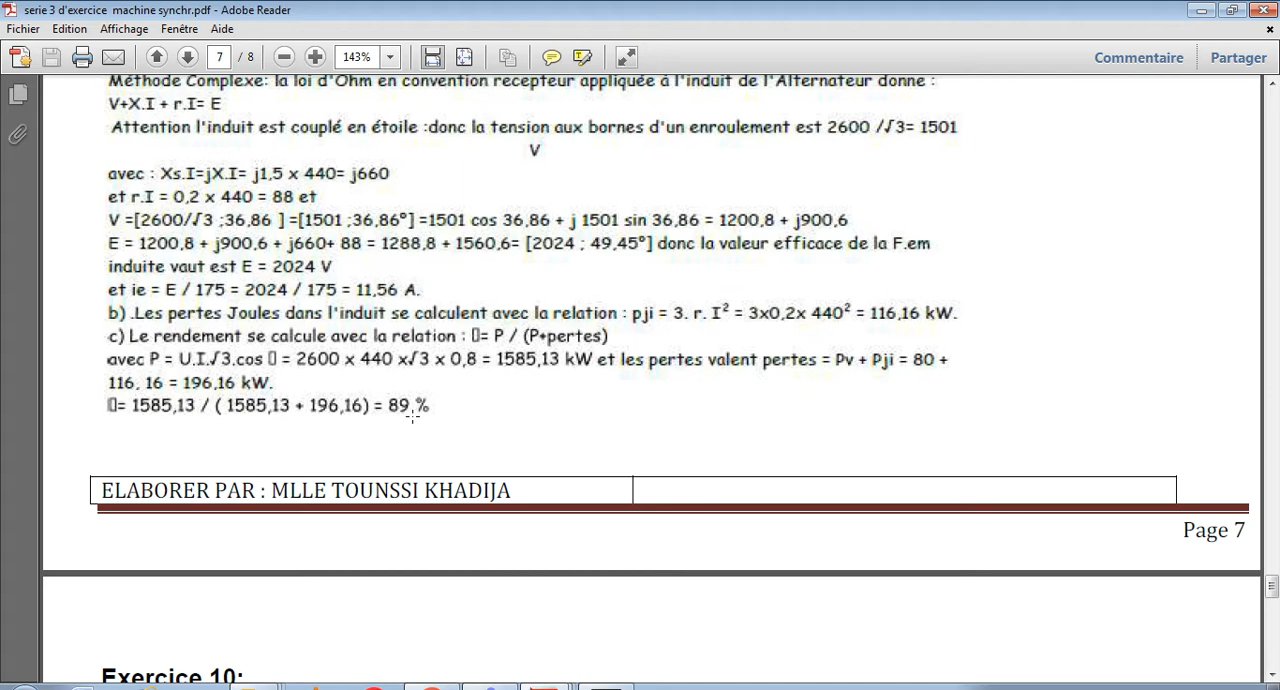 serie 3 d'exercice machine synchr.pdf - Adobe Reader
Fichier Edition Affichage Fenêtre Aide
7 / 8 143% Commentaire Partager
Méthode Complexe: la loi d'Ohm en convention recepteur appliquée à l'induit de l'Alternateur donne :
V+X.I + r.I= E
Attention l'induit est couplé en étoile :donc la tension aux bornes d'un enroulement est 2600 /√3= 1501
V
avec : Xs.I=jX.I= j1,5 x 440= j660
et r.I = 0,2 x 440 = 88 et
V =[2600/√3 ;36,86 ] =[1501 ;36,86°] =1501 cos 36,86 + j 1501 sin 36,86 = 1200,8 + j900,6
E = 1200,8 + j900,6 + j660+ 88 = 1288,8 + 1560,6= [2024 ; 49,45°] donc la valeur efficace de la F.em
induite vaut est E = 2024 V
et ie = E / 175 = 2024 / 175 = 11,56 A.
b) .Les pertes Joules dans l'induit se calculent avec la relation : pji = 3. r. I² = 3x0,2x 440² = 116,16 kW.
c) Le rendement se calcule avec la relation : ▯= P / (P+pertes)
avec P = U.I.√3.cos ▯ = 2600 x 440 x√3 x 0,8 = 1585,13 kW et les pertes valent pertes = Pv + Pji = 80 +
116, 16 = 196,16 kW.
▯= 1585,13 / ( 1585,13 + 196,16) = 89,%
ELABORER PAR : MLLE TOUNSSI KHADIJA
Page 7
Exercice 10: